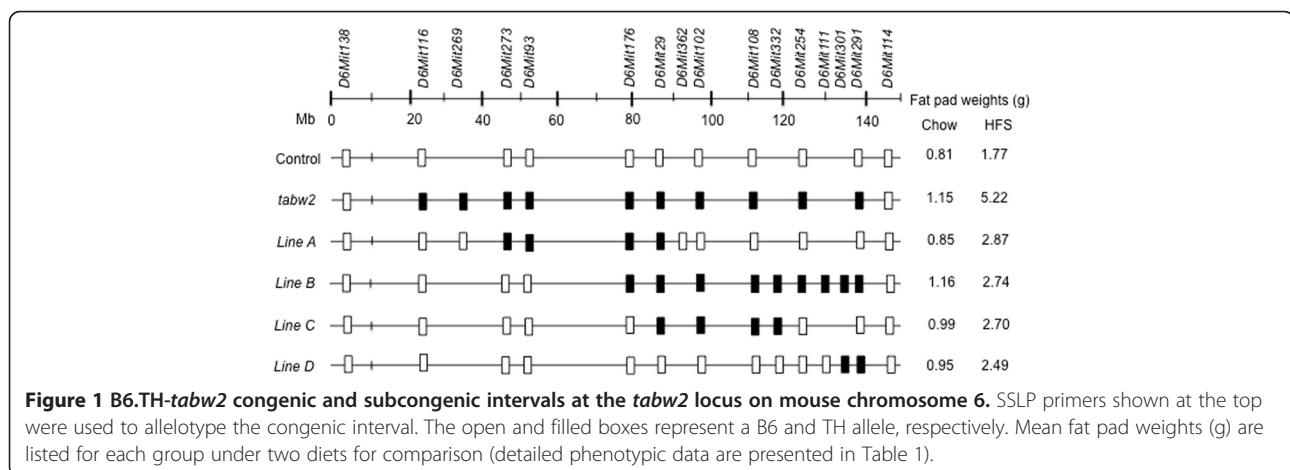 D6Mit138 D6Mit116 D6Mit269 D6Mit273 D6Mit93 D6Mit176 D6Mit29 D6Mit362 D6Mit102 D6Mit108 D6Mit332 D6Mit254 D6Mit111 D6Mit301 D6Mit291 D6Mit114
Fat pad weights (g)
Mb 0 20 40 60 80 100 120 140 Chow HFS
Control 0.81 1.77
tabw2 1.15 5.22
Line A 0.85 2.87
Line B 1.16 2.74
Line C 0.99 2.70
Line D 0.95 2.49
Figure 1 B6.TH-tabw2 congenic and subcongenic intervals at the tabw2 locus on mouse chromosome 6. SSLP primers shown at the top
were used to allelotype the congenic interval. The open and filled boxes represent a B6 and TH allele, respectively. Mean fat pad weights (g) are
listed for each group under two diets for comparison (detailed phenotypic data are presented in Table 1).